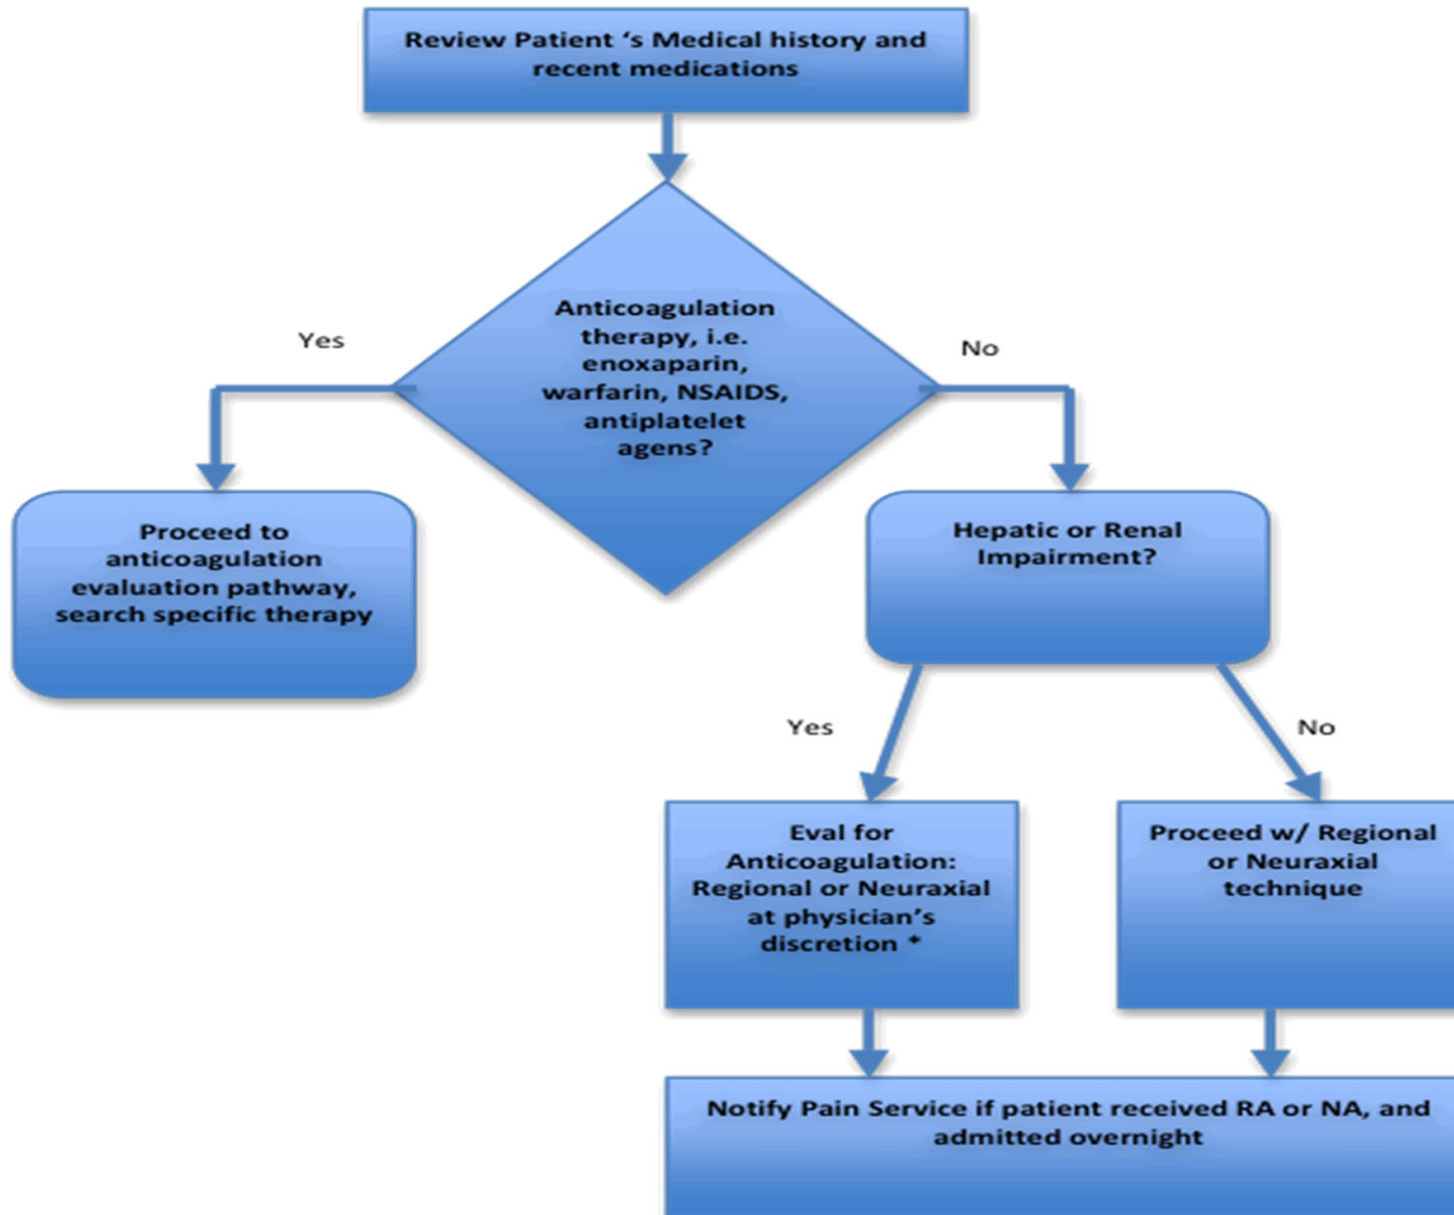 Review Patient ‘s Medical history and
recent medications
Anticoagulation
therapy, i.e.
enoxaparin,
warfarin, NSAIDS,
antiplatelet
agens?
Yes
No
Proceed to
anticoagulation
evaluation pathway,
search specific therapy
Hepatic or Renal
Impairment?
Yes
No
Eval for
Anticoagulation:
Regional or Neuraxial
at physician’s
discretion *
Proceed w/ Regional
or Neuraxial
technique
Notify Pain Service if patient received RA or NA, and
admitted overnight